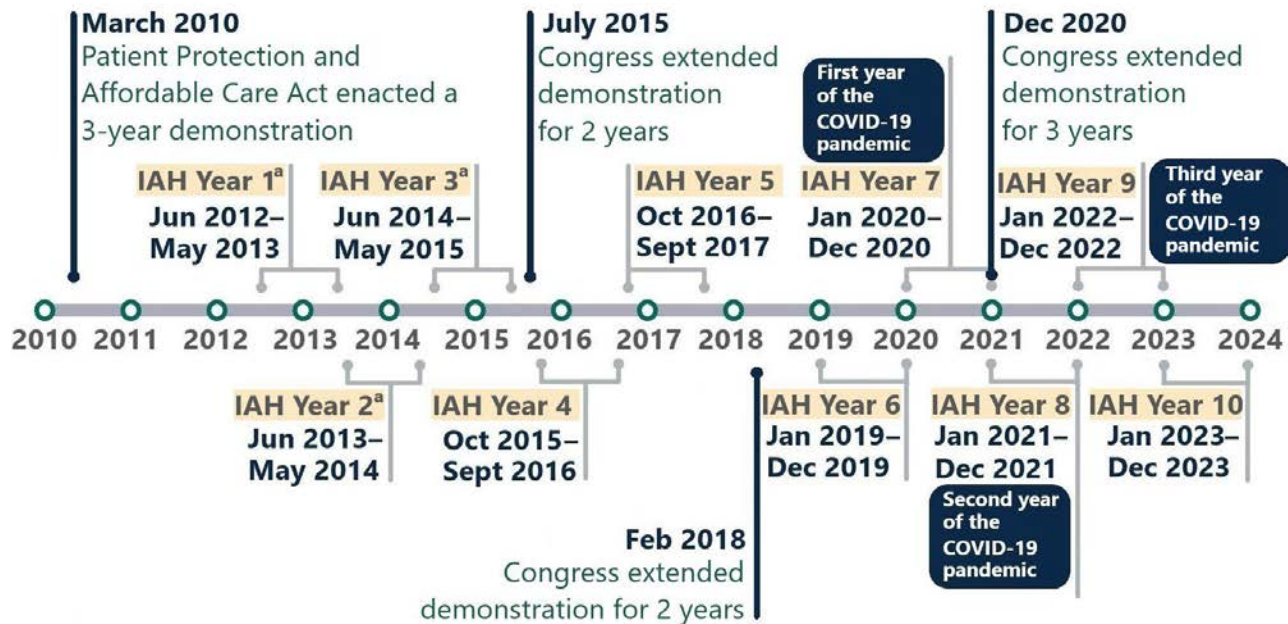 March 2010
Patient Protection and
Affordable Care Act enacted a
3-year demonstration
July 2015
Congress extended
demonstration
for 2 years
First year
of the
COVID-19
pandemic
Dec 2020
Congress extended
demonstration
for 3 years
IAH Year 1ᵃ
Jun 2012–
May 2013
IAH Year 3ᵃ
Jun 2014–
May 2015
IAH Year 5
Oct 2016–
Sept 2017
IAH Year 7
Jan 2020–
Dec 2020
IAH Year 9
Jan 2022–
Dec 2022
Third year
of the
COVID-19
pandemic
2010 2011 2012 2013 2014 2015 2016 2017 2018 2019 2020 2021 2022 2023 2024
IAH Year 2ᵃ
Jun 2013–
May 2014
IAH Year 4
Oct 2015–
Sept 2016
IAH Year 6
Jan 2019–
Dec 2019
IAH Year 8
Jan 2021–
Dec 2021
Second year
of the
COVID-19
pandemic
IAH Year 10
Jan 2023–
Dec 2023
Feb 2018
Congress extended
demonstration for 2 years